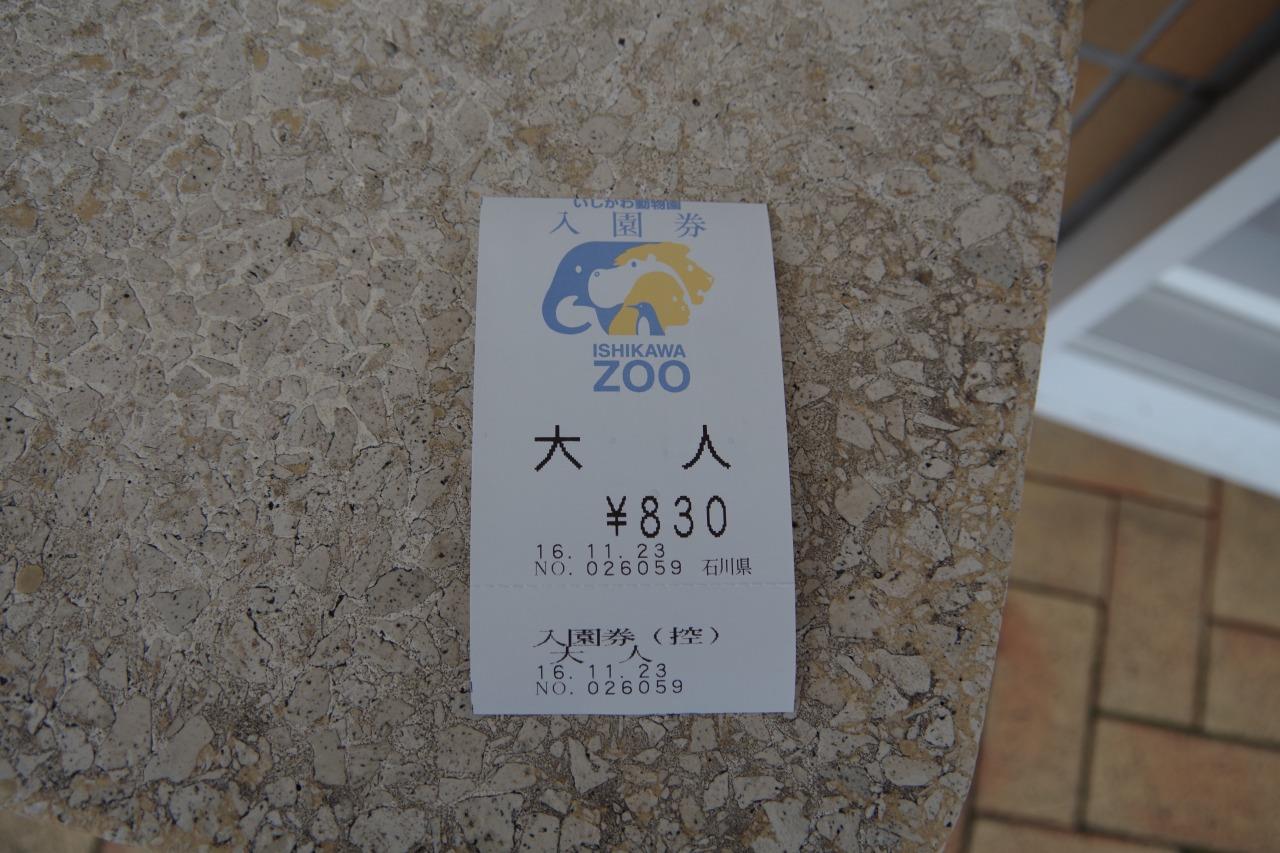 いしかわ動物園
入園券
ISHIKAWA
ZOO
大人
¥830
16.11.23
NO. 026059 石川県
入園券(控)
大人
16.11.23
NO. 026059